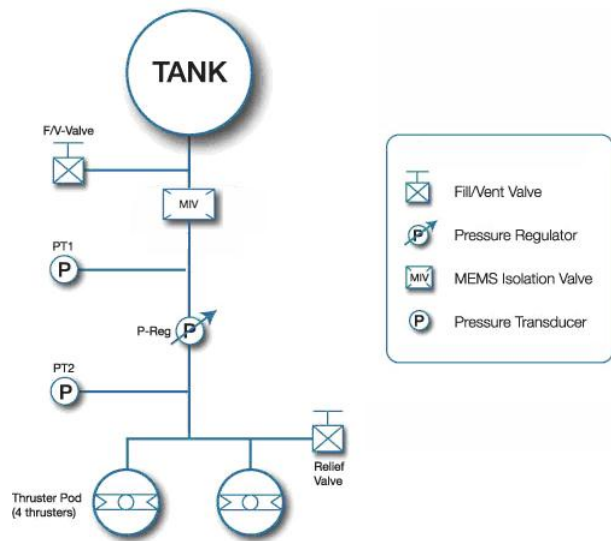 TANK
F/V-Valve
MIV
PT1
P
P-Reg
P
PT2
P
Relief
Valve
Thruster Pod
(4 thrusters)
Fill/Vent Valve
P
Pressure Regulator
MIV
MEMS Isolation Valve
P
Pressure Transducer